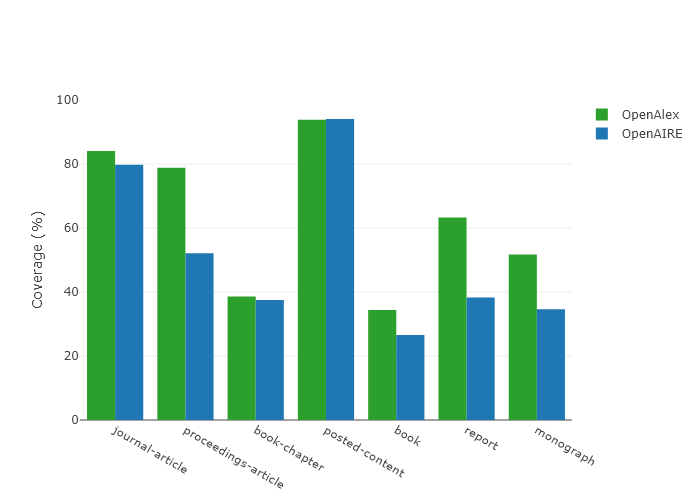 100
80
60
40
20
0
Coverage (%)
journal-article
proceedings-article
book-chapter
posted-content
book
report
monograph
OpenAlex
OpenAIRE